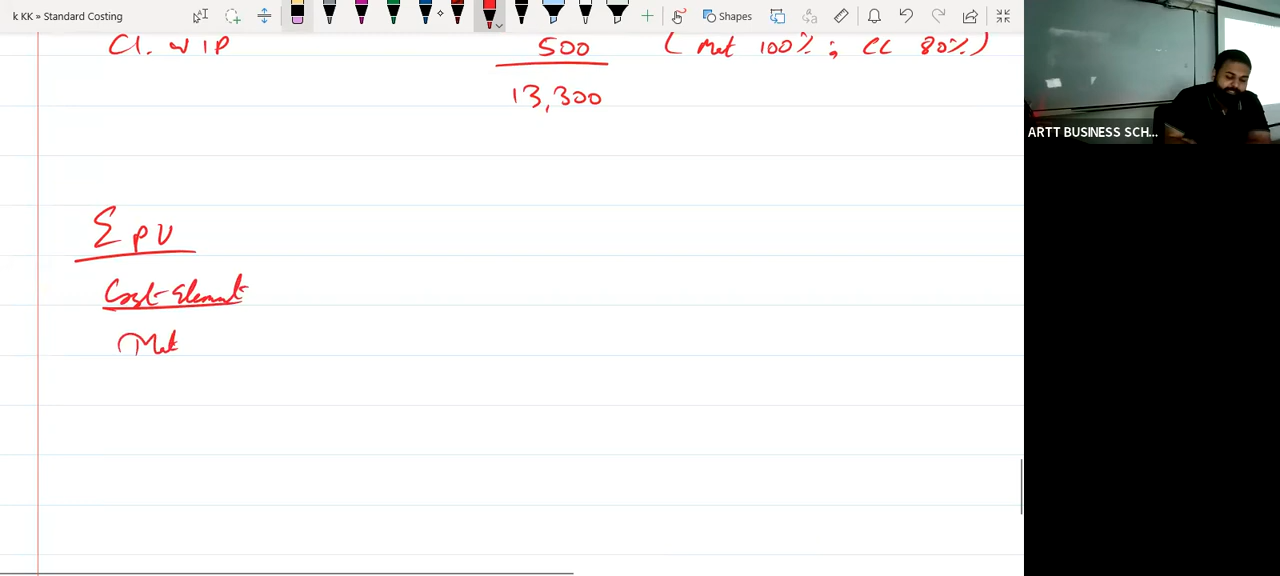 k KK » Standard Costing
Shapes
Cl. WIP 500 ( Mat 100% ; CC 80% )
13,300
ARTT BUSINESS SCH...
Σ PU
Cost Element
Mat